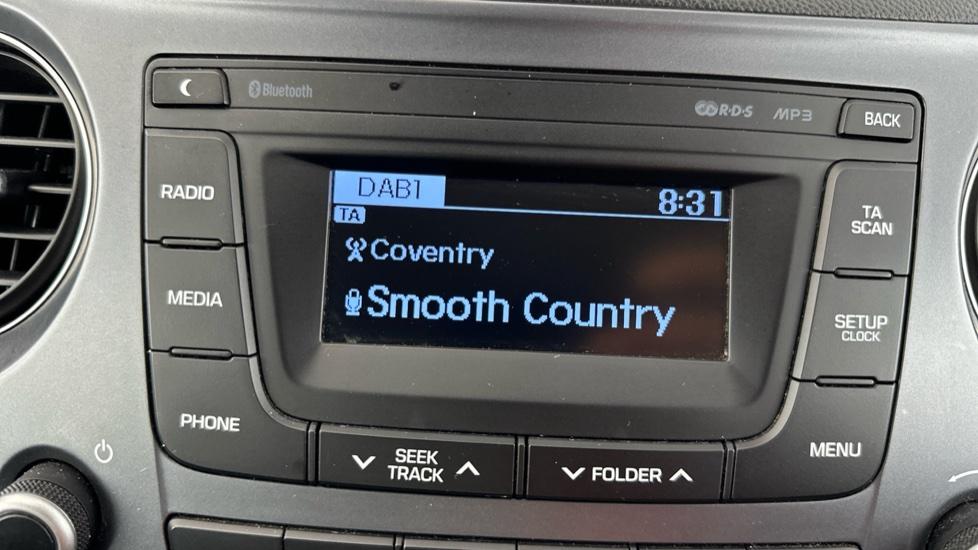 Bluetooth
R·D·S MP3 BACK
RADIO
DAB1 8:31
TA
Coventry
Smooth Country
TA
SCAN
MEDIA
SETUP
CLOCK
PHONE
SEEK
TRACK
FOLDER
MENU